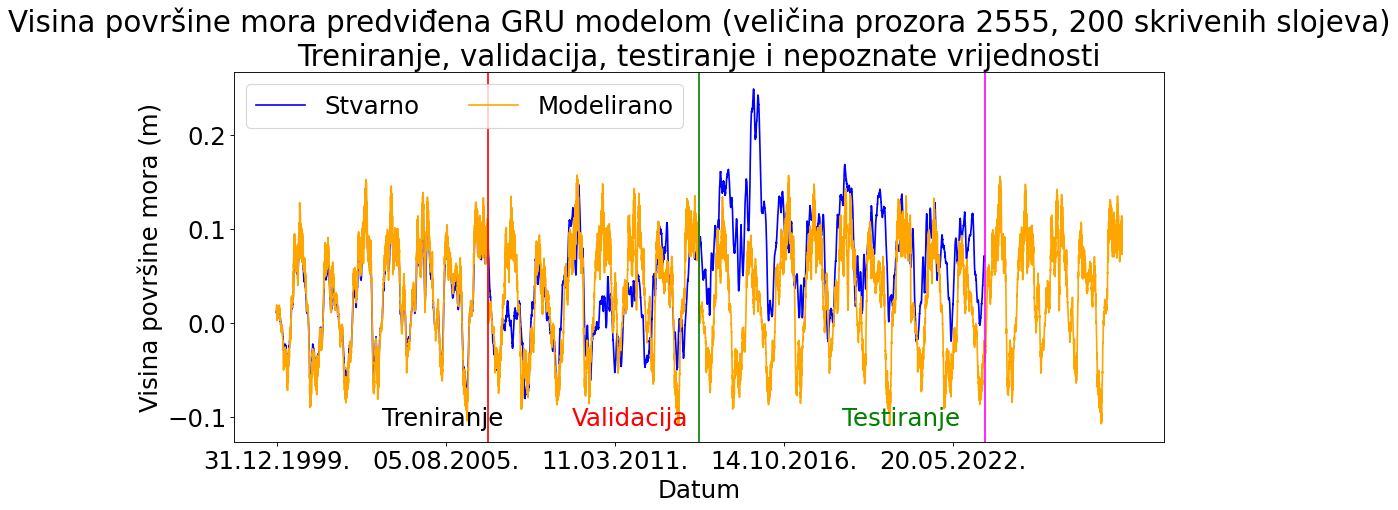 Visina površine mora predviđena GRU modelom (veličina prozora 2555, 200 skrivenih slojeva)
Treniranje, validacija, testiranje i nepoznate vrijednosti
Stvarno Modelirano
Visina površine mora (m)
0.2
0.1
0.0
−0.1
Treniranje Validacija Testiranje
31.12.1999. 05.08.2005. 11.03.2011. 14.10.2016. 20.05.2022.
Datum